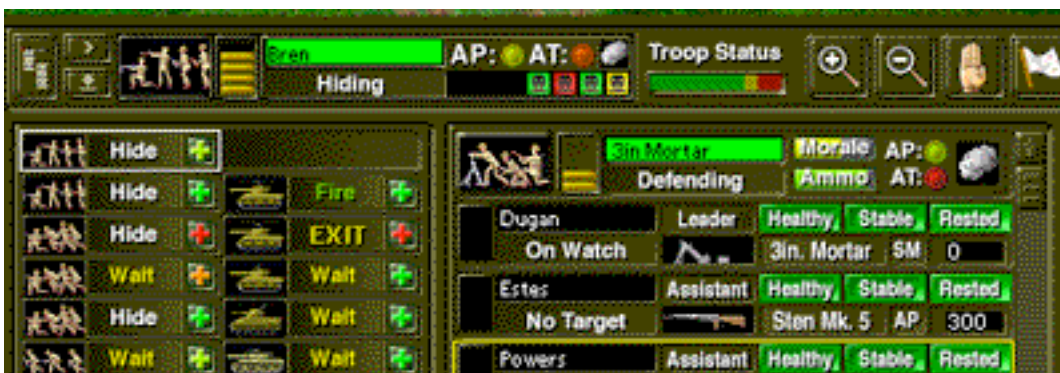 Bren AP: AT: Troop Status
Hiding
Hide
Hide Fire
Hide EXIT
Wait Wait
Hide Wait
Wait Wait
3in Mortar Morale AP:
Defending Ammo AT:
Dugan Leader Healthy Stable Rested
On Watch 3in. Mortar SM 0
Estes Assistant Healthy Stable Rested
No Target Sten Mk. 5 AP 300
Powers Assistant Healthy Stable Rested